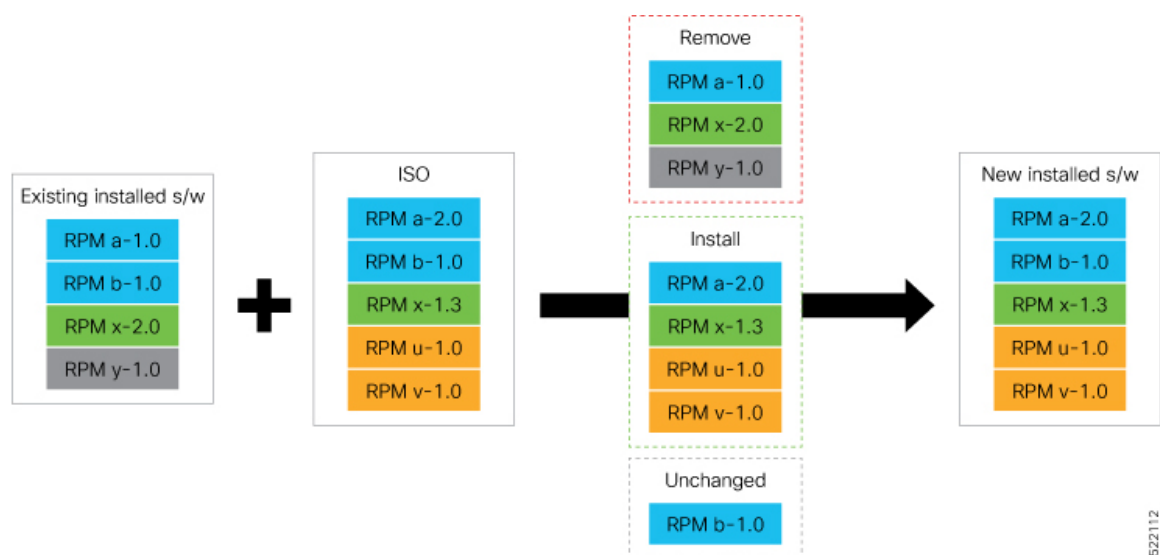 Existing installed s/w
RPM a-1.0
RPM b-1.0
RPM x-2.0
RPM y-1.0
ISO
RPM a-2.0
RPM b-1.0
RPM x-1.3
RPM u-1.0
RPM v-1.0
Remove
RPM a-1.0
RPM x-2.0
RPM y-1.0
Install
RPM a-2.0
RPM x-1.3
RPM u-1.0
RPM v-1.0
Unchanged
RPM b-1.0
New installed s/w
RPM a-2.0
RPM b-1.0
RPM x-1.3
RPM u-1.0
RPM v-1.0
522112